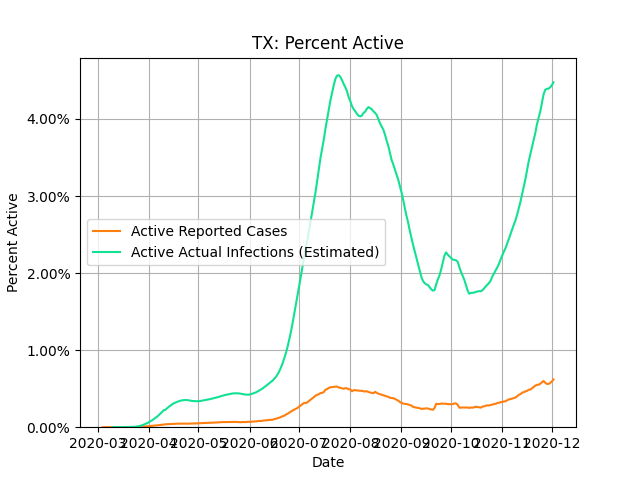 TX: Percent Active
Percent Active
4.00%
3.00%
2.00%
1.00%
0.00%
Active Reported Cases
Active Actual Infections (Estimated)
2020-03 2020-04 2020-05 2020-06 2020-07 2020-08 2020-09 2020-10 2020-11 2020-12
Date